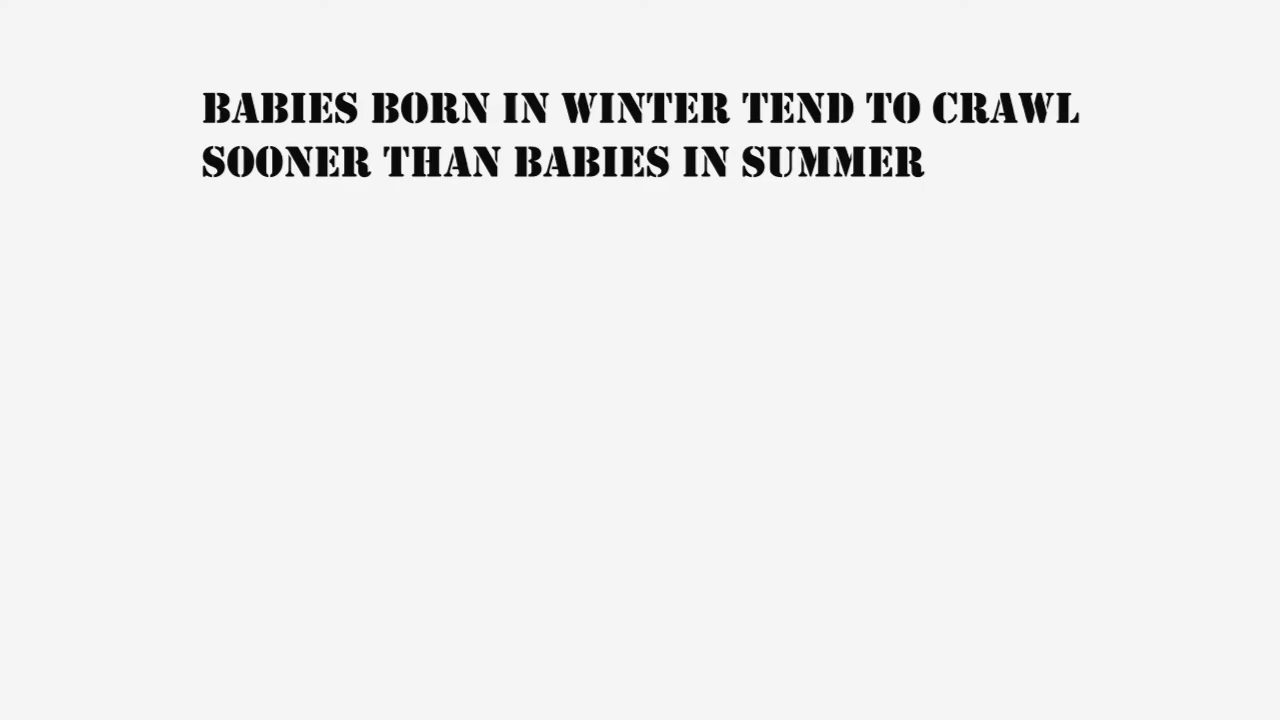 BABIES BORN IN WINTER TEND TO CRAWL
SOONER THAN BABIES IN SUMMER